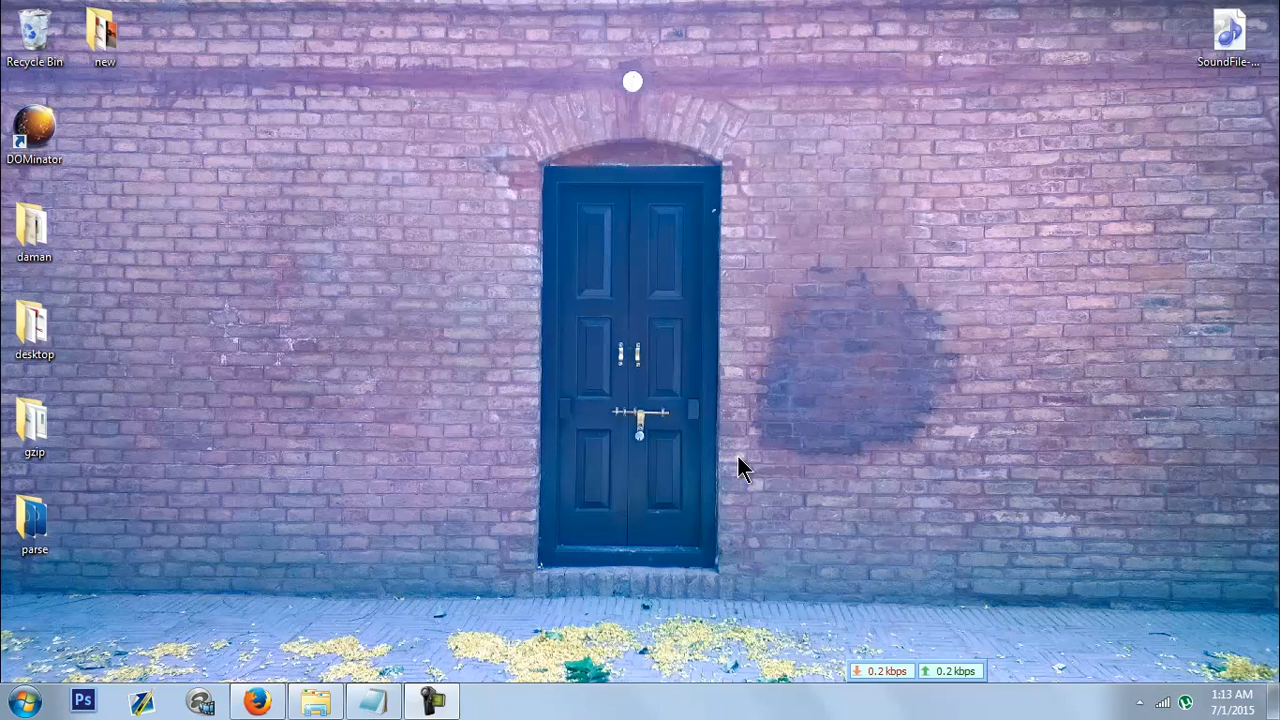 Recycle Bin
new
SoundFile-...
DOMinator
daman
desktop
gzip
parse
0.2 kbps
0.2 kbps
Ps
1:13 AM
7/1/2015